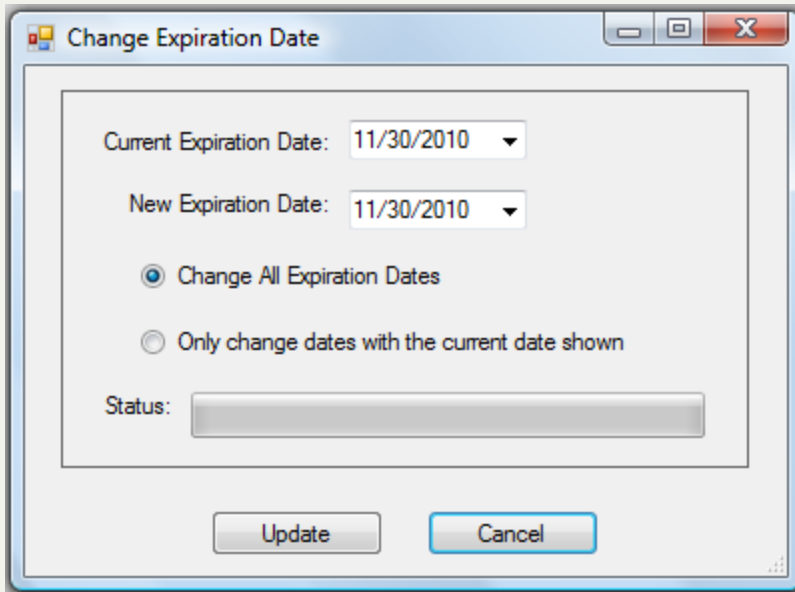 Change Expiration Date
Current Expiration Date: 11/30/2010
New Expiration Date: 11/30/2010
Change All Expiration Dates
Only change dates with the current date shown
Status:
Update Cancel